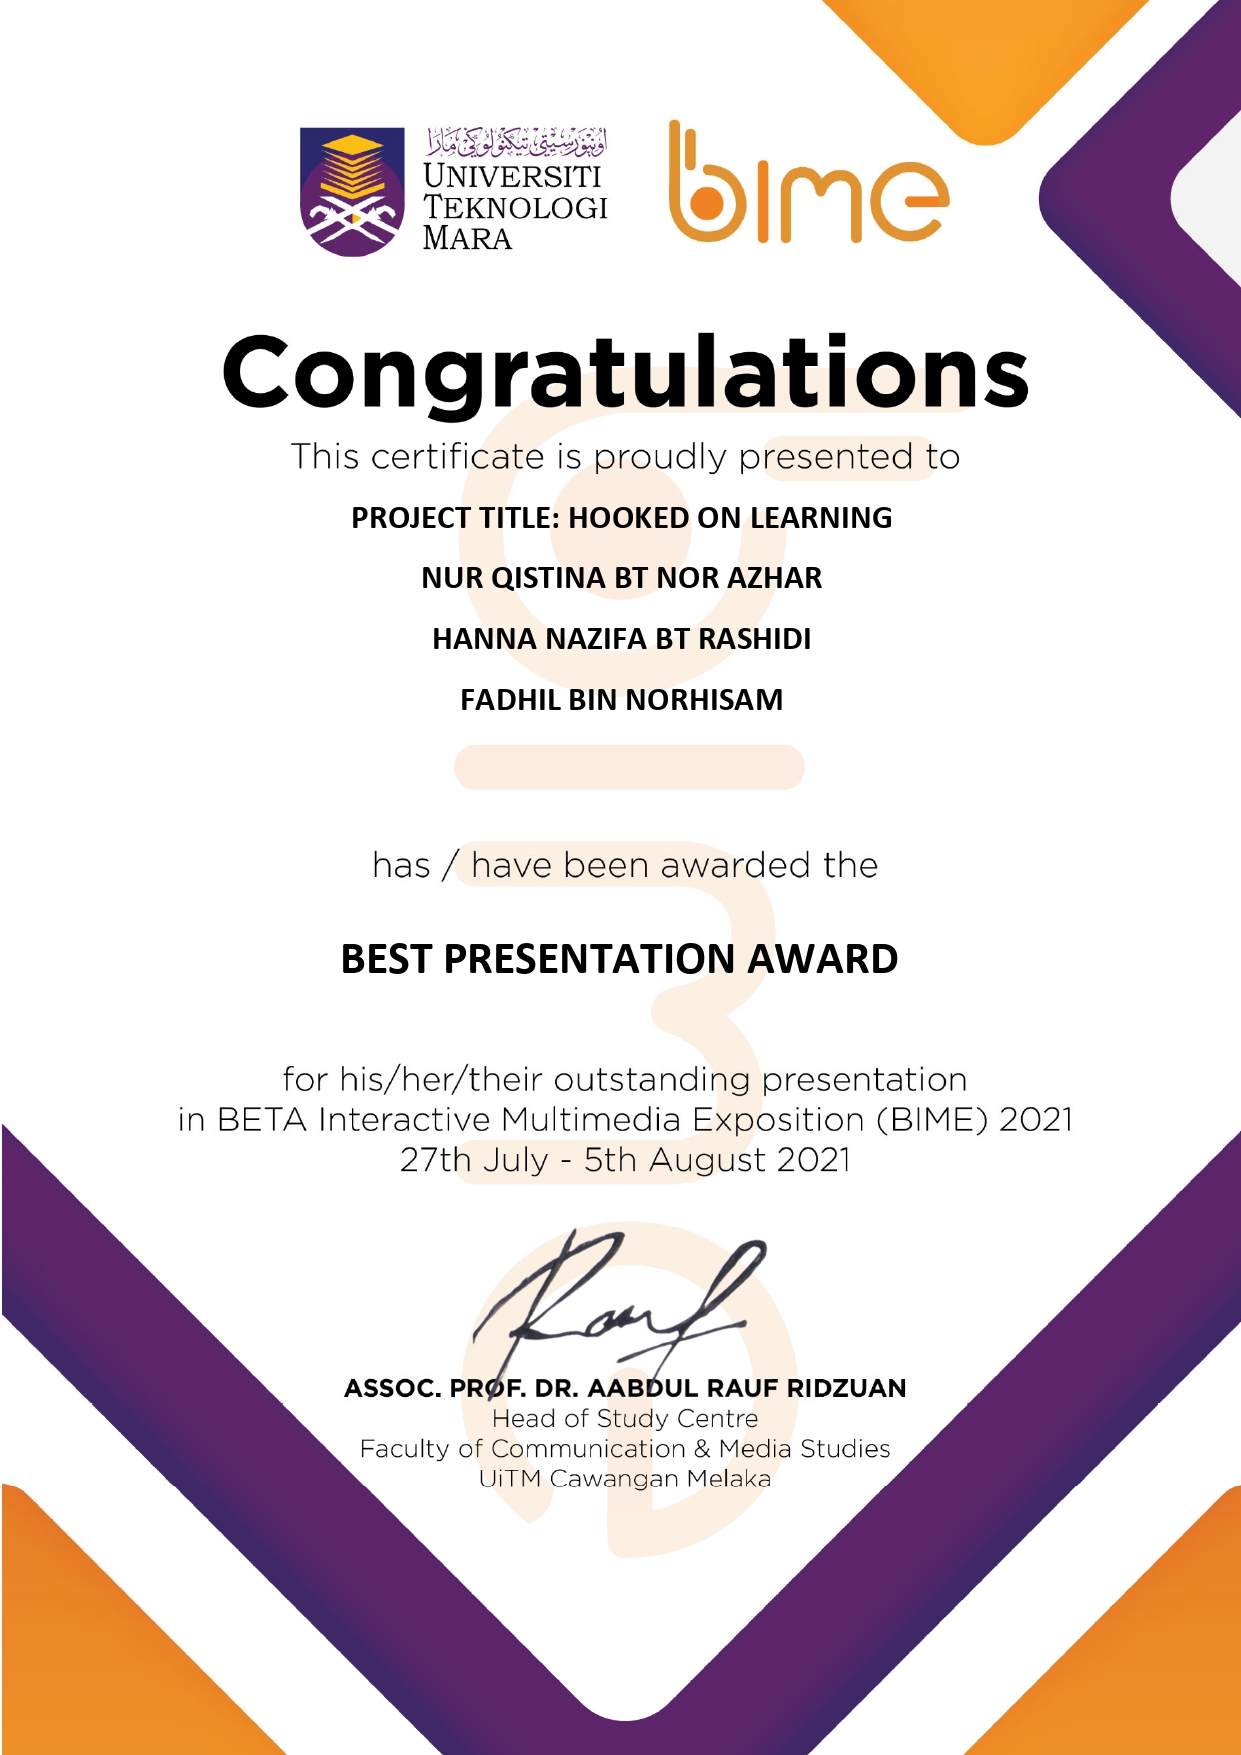 اونيۏرسيتي تيكنولوڬي مارا
UNIVERSITI
TEKNOLOGI
MARA
bime
Congratulations
This certificate is proudly presented to
PROJECT TITLE: HOOKED ON LEARNING
NUR QISTINA BT NOR AZHAR
HANNA NAZIFA BT RASHIDI
FADHIL BIN NORHISAM
has / have been awarded the
BEST PRESENTATION AWARD
for his/her/their outstanding presentation
in BETA Interactive Multimedia Exposition (BIME) 2021
27th July - 5th August 2021
Rauf
ASSOC. PROF. DR. AABDUL RAUF RIDZUAN
Head of Study Centre
Faculty of Communication & Media Studies
UiTM Cawangan Melaka